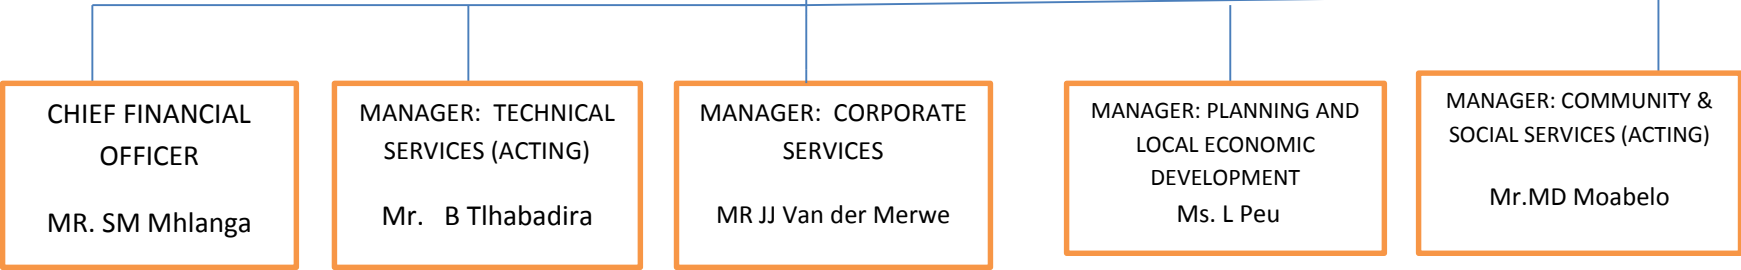 CHIEF FINANCIAL
OFFICER
MR. SM Mhlanga
MANAGER:  TECHNICAL
SERVICES (ACTING)
Mr.   B Tlhabadira
MANAGER:  CORPORATE
SERVICES
MR JJ Van der Merwe
MANAGER: PLANNING AND
LOCAL ECONOMIC
DEVELOPMENT
Ms. L Peu
MANAGER: COMMUNITY &
SOCIAL SERVICES (ACTING)
Mr.MD Moabelo